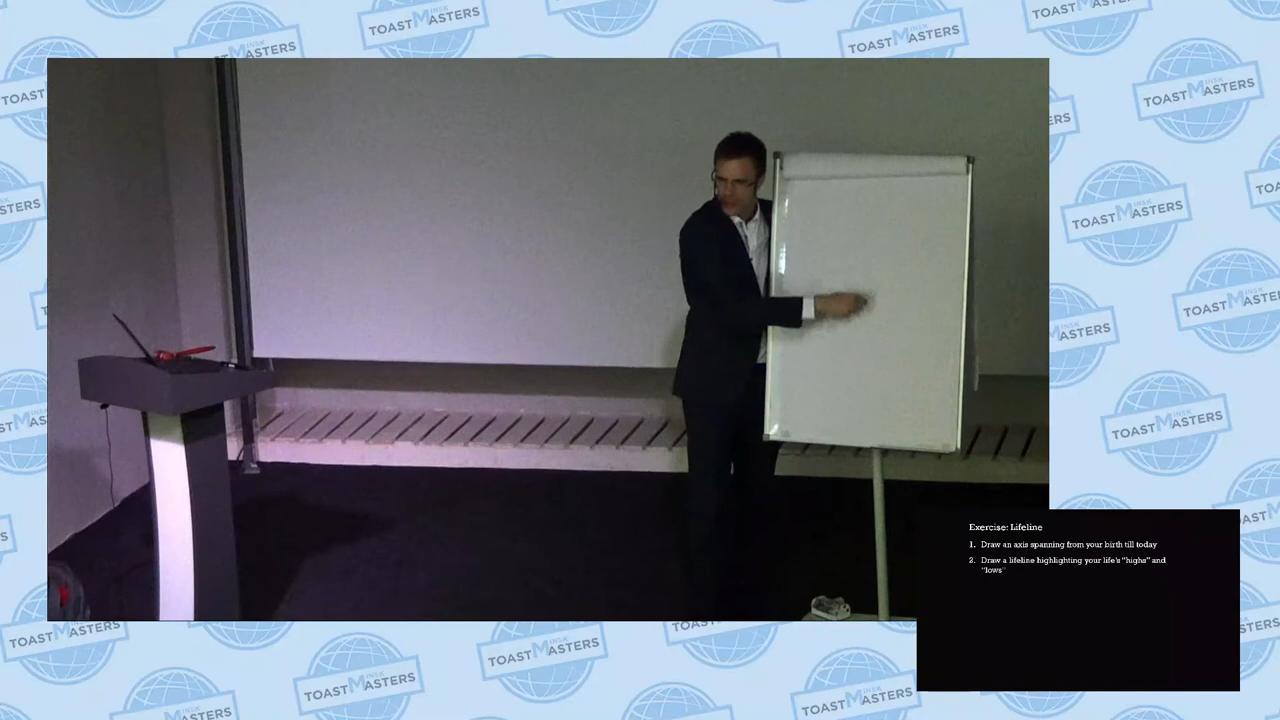 MINSK
TOASTMASTERS
Exercise: Lifeline
1. Draw an axis spanning from your birth till today
2. Draw a lifeline highlighting your life's "highs" and
"lows"